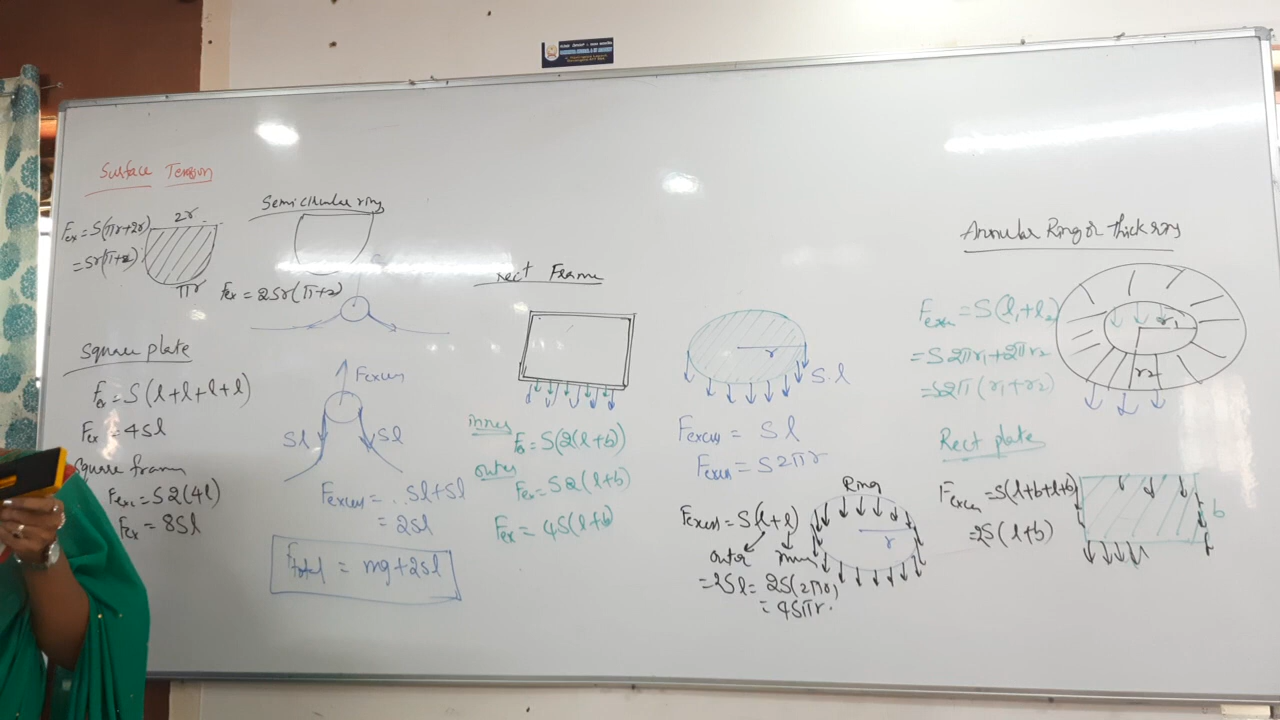 Surface Tension
2r
Fex = S(πr+2r)
= Sr(π+2)
πr
Semicircular ring
Fex = 2Sr(π+2)
Square plate
Fex = S(l+l+l+l)
Fex = 4Sl
Square frame
Fexc = S2(4l)
Fex = 8Sl
Fexcess
Sl
Sl
Fexcess = Sl+Sl
= 2Sl
Ftotal = mg+2Sl
rect Frame
inner
Fex = S(2(l+b))
outer
Fex = S2(l+b)
Fex = 4S(l+b)
r
S.l
Fexcess = Sl
Fexcess = S2πr
Ring
r
Fexcess = S(l+l)
outer inner
= 2Sl = 2S(2πr)
= 4Sπr.
Annular Ring or Thick ring
r1
r2
Fexcess = S(l1+l2)
= S2πr1+2πr2
= S2π(r1+r2)
Rect plate
Fexcess = S(l+b+l+b)
= 2S(l+b)
b